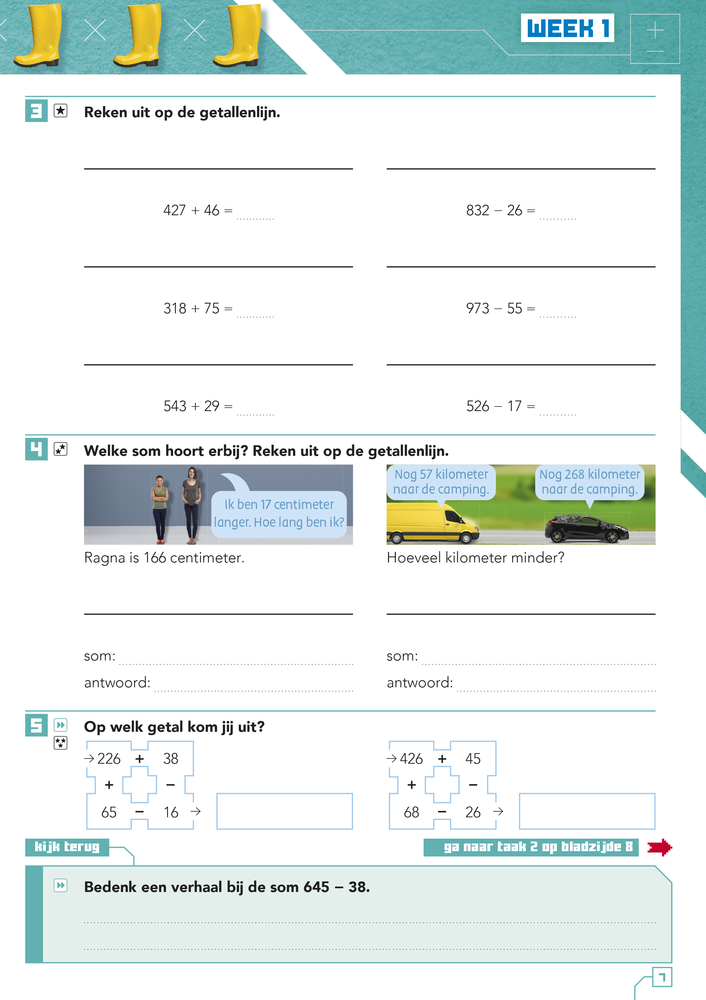 WEEK 1
3 Reken uit op de getallenlijn.
427 + 46 = ...........
832 – 26 = ...........
318 + 75 = ...........
973 – 55 = ...........
543 + 29 = ...........
526 – 17 = ...........
4 Welke som hoort erbij? Reken uit op de getallenlijn.
Ik ben 17 centimeter
langer. Hoe lang ben ik?
Ragna is 166 centimeter.
som:
antwoord:
Nog 57 kilometer
naar de camping.
Nog 268 kilometer
naar de camping.
Hoeveel kilometer minder?
som:
antwoord:
5 Op welk getal kom jij uit?
→ 226 + 38
+ –
65 – 16 →
→ 426 + 45
+ –
68 – 26 →
kijk terug
ga naar taak 2 op bladzijde 8
Bedenk een verhaal bij de som 645 – 38.
7